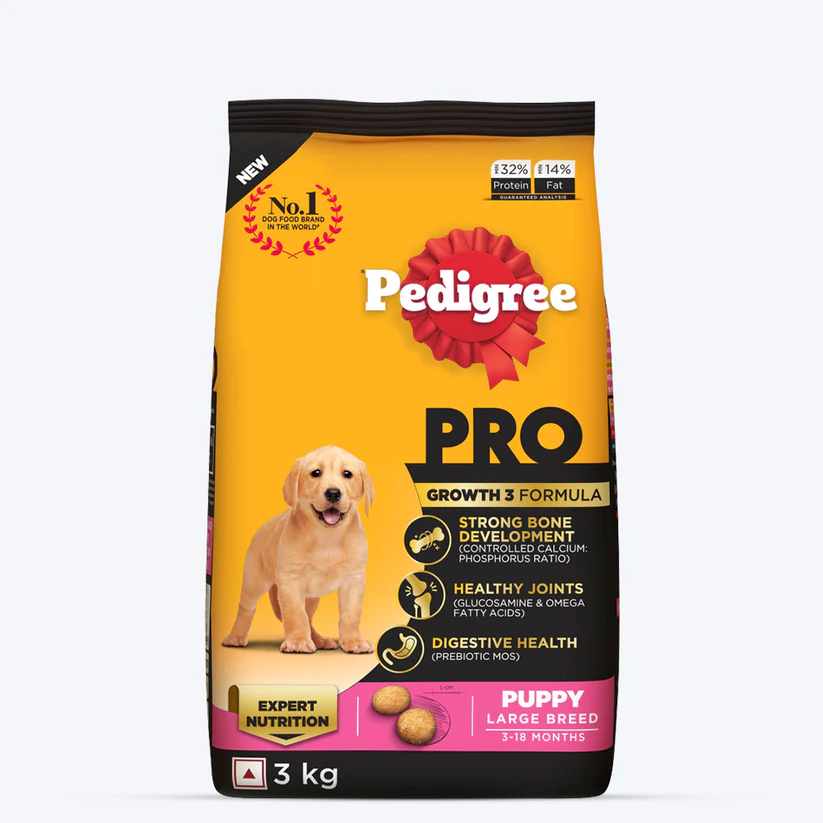 NEW
No.1
DOG FOOD BRAND
IN THE WORLD
MIN 32% Protein
MIN 14% Fat
GUARANTEED ANALYSIS
Pedigree
PRO
GROWTH 3 FORMULA
STRONG BONE
DEVELOPMENT
(CONTROLLED CALCIUM:
PHOSPHORUS RATIO)
HEALTHY JOINTS
(GLUCOSAMINE & OMEGA
FATTY ACIDS)
DIGESTIVE HEALTH
(PREBIOTIC MOS)
EXPERT
NUTRITION
PUPPY
LARGE BREED
3-18 MONTHS
3 kg